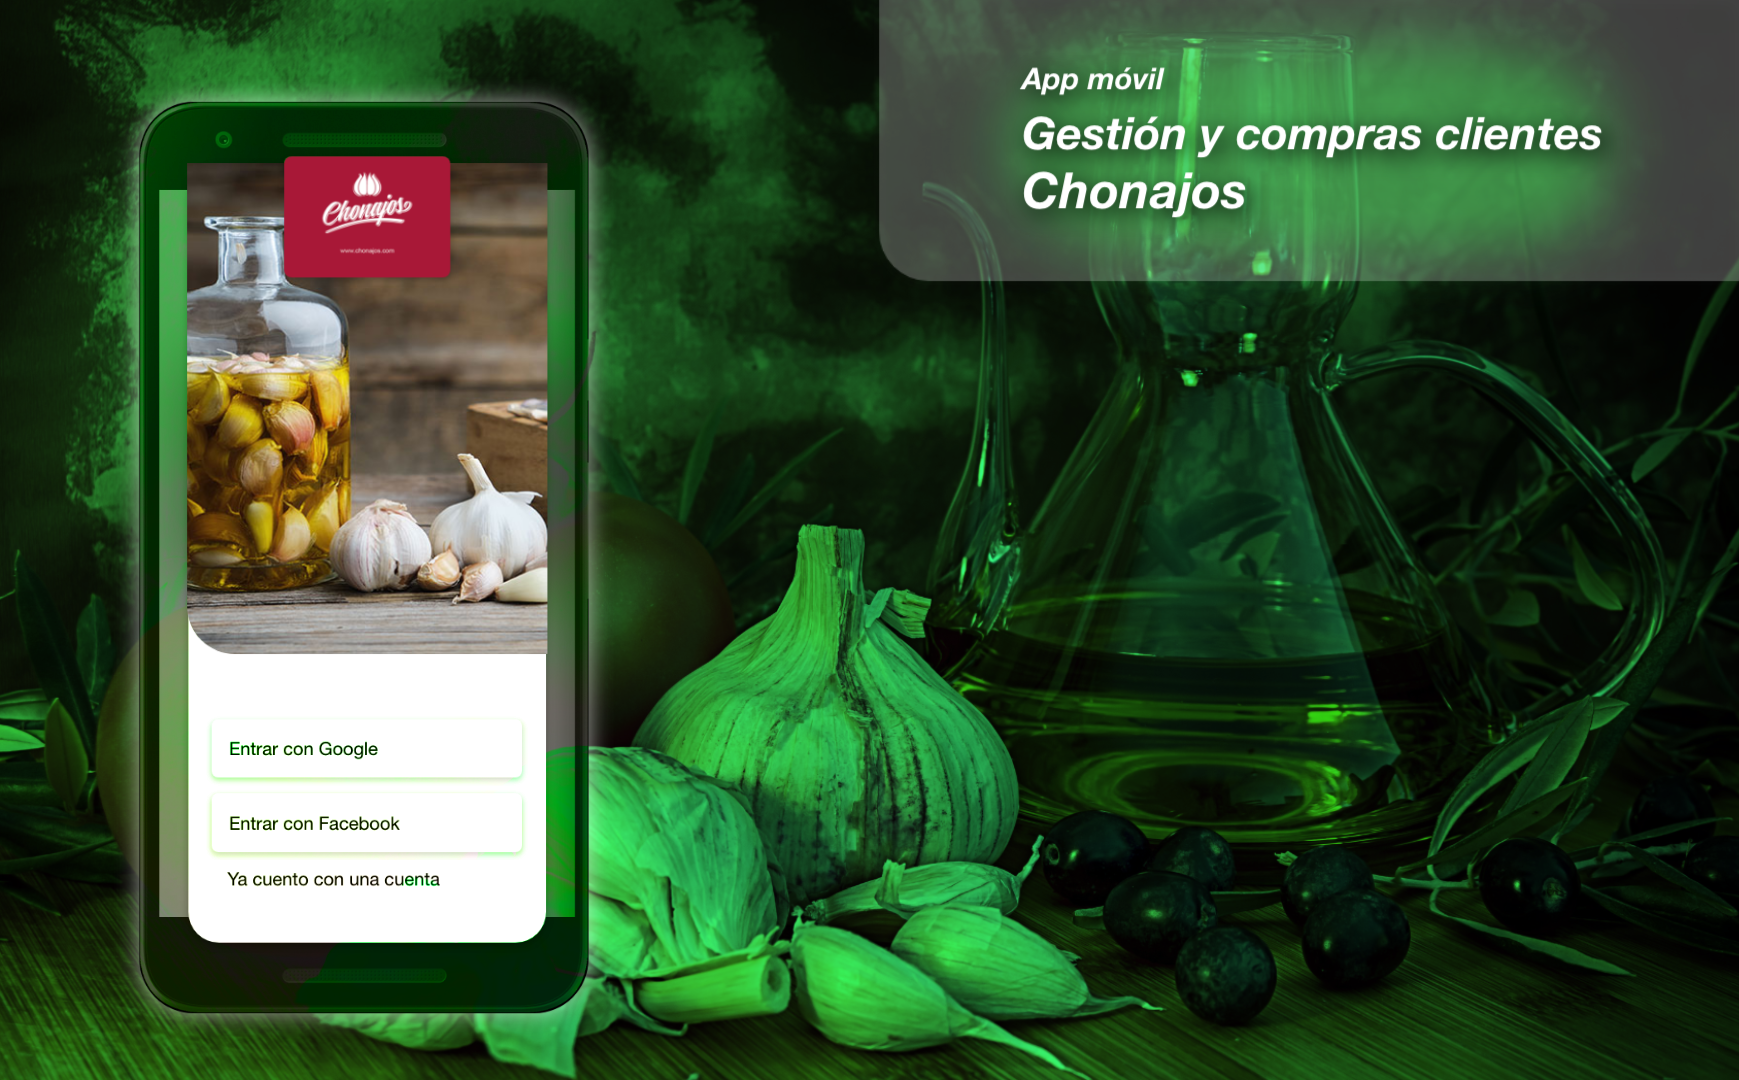 App móvil
Gestión y compras clientes
Chonajos
Chonajos
www.chonajos.com
Entrar con Google
Entrar con Facebook
Ya cuento con una cuenta